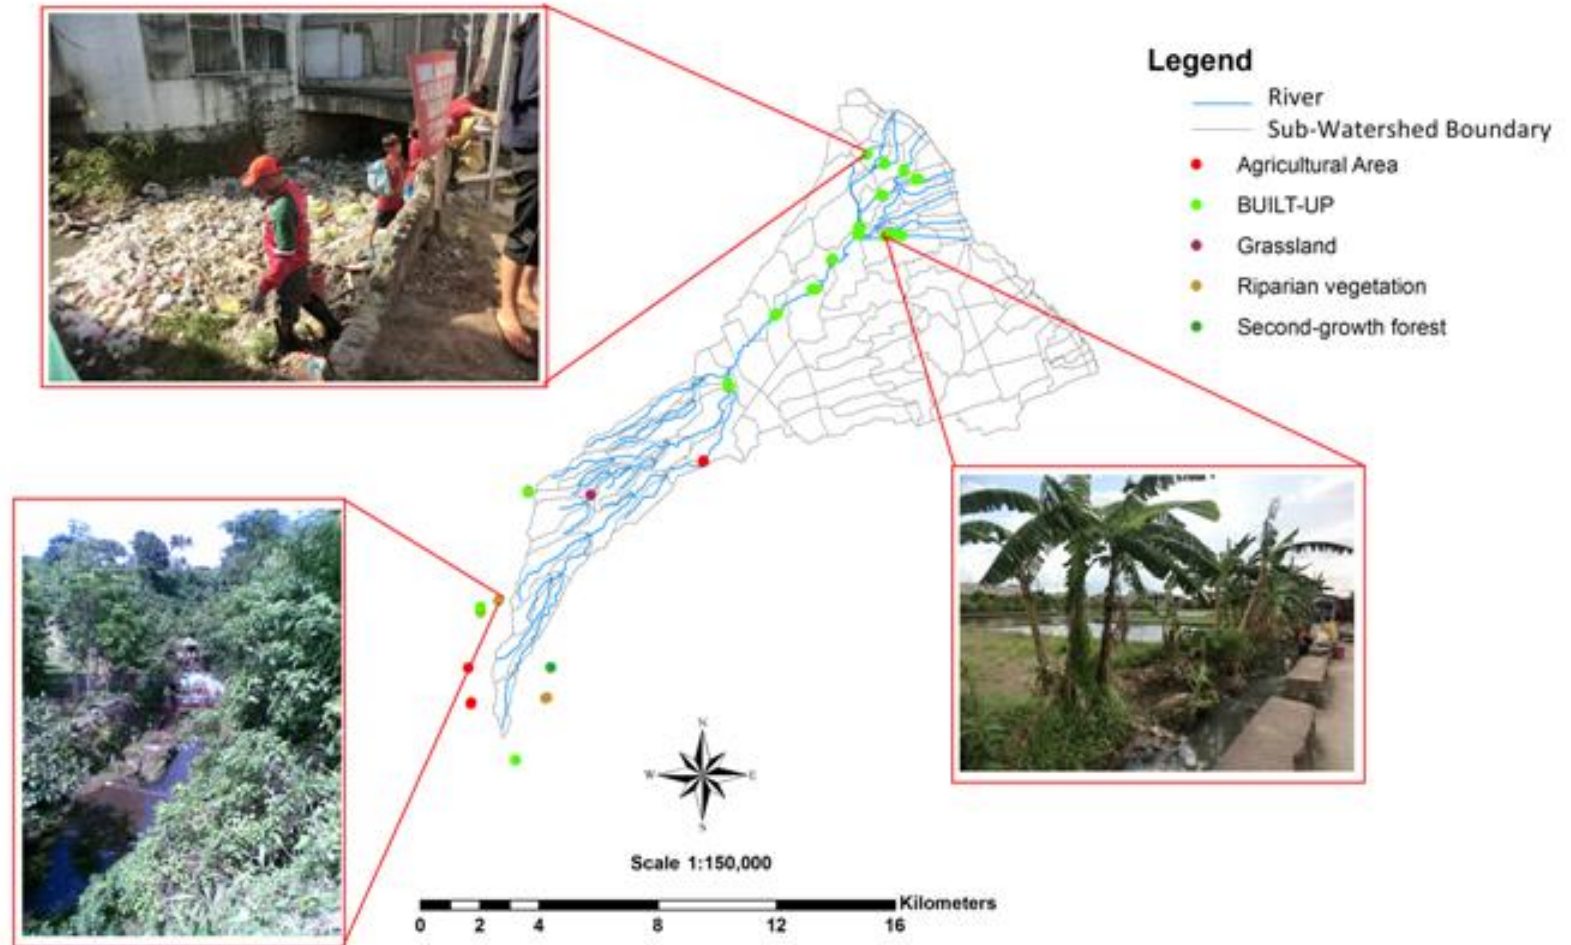 Legend
River
Sub-Watershed Boundary
Agricultural Area
BUILT-UP
Grassland
Riparian vegetation
Second-growth forest
N
W E
S
Scale 1:150,000
Kilometers
0 2 4 8 12 16